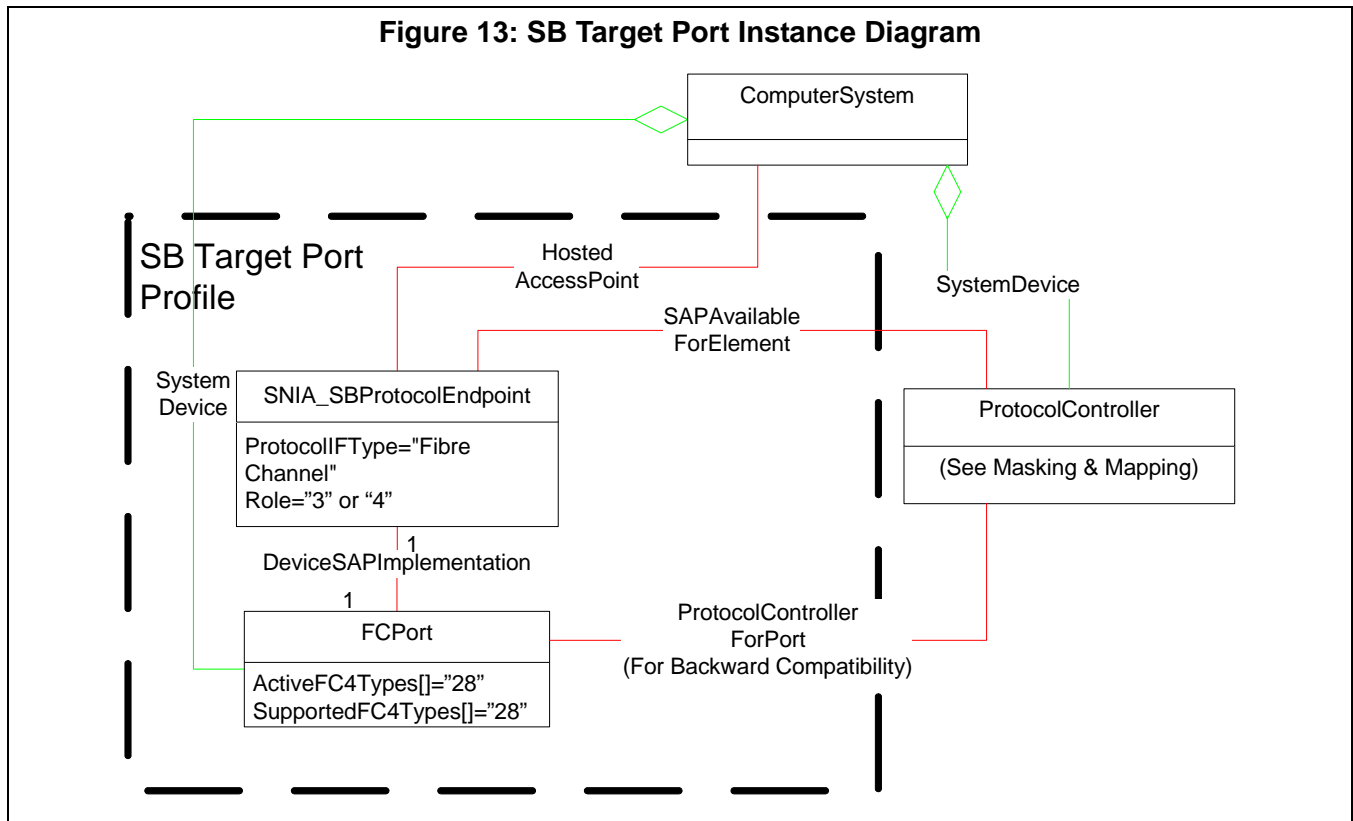 Figure 13: SB Target Port Instance Diagram
ComputerSystem
SB Target Port
Profile
Hosted
AccessPoint
SystemDevice
SAPAvailable
ForElement
System
Device
SNIA_SBProtocolEndpoint
ProtocolIFType="Fibre
Channel"
Role=”3” or “4”
ProtocolController
(See Masking & Mapping)
1
DeviceSAPImplementation
1
FCPort
ActiveFC4Types[]=”28”
SupportedFC4Types[]=”28”
ProtocolController
ForPort
(For Backward Compatibility)